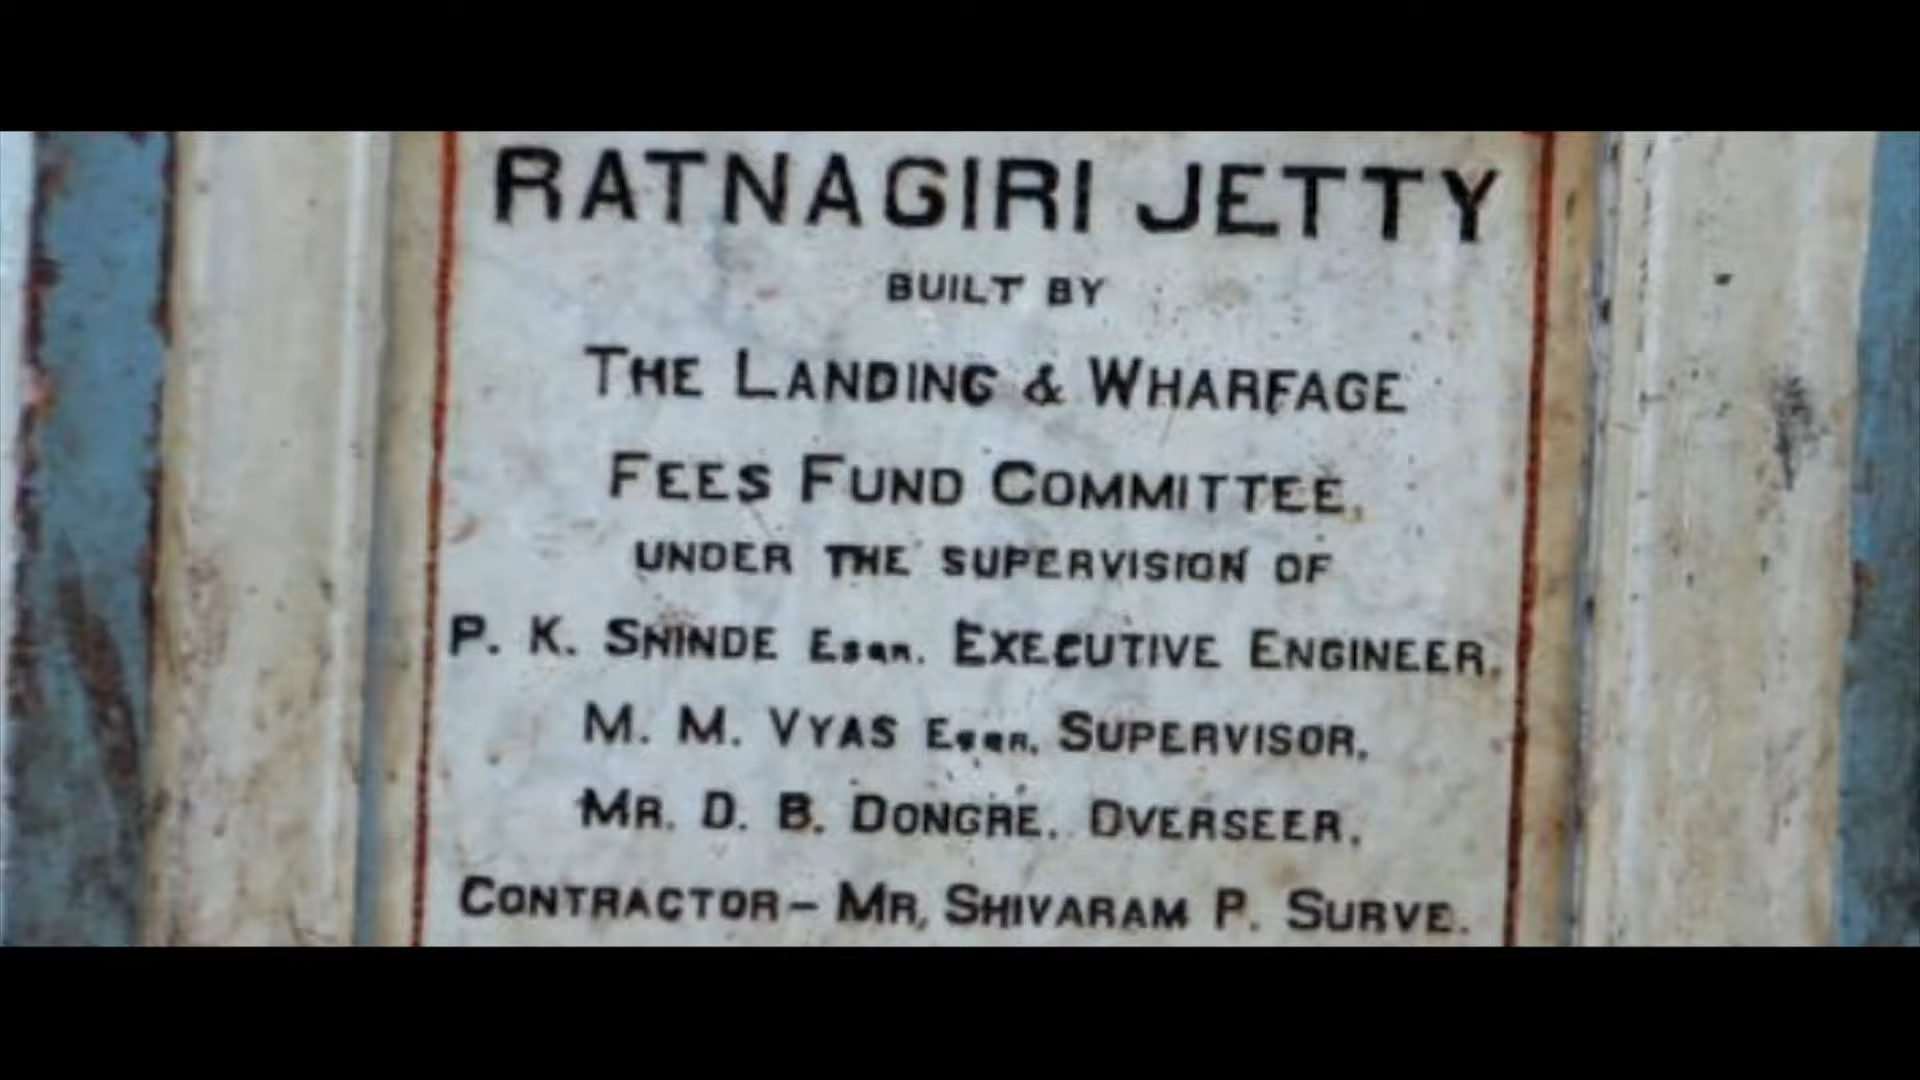 RATNAGIRI JETTY
BUILT BY
THE LANDING & WHARFAGE
FEES FUND COMMITTEE.
UNDER THE SUPERVISION OF
P. K. SHINDE ESQR. EXECUTIVE ENGINEER.
M. M. VYAS ESQR. SUPERVISOR.
MR. D. B. DONGRE. OVERSEER.
CONTRACTOR – MR. SHIVARAM P. SURVE.